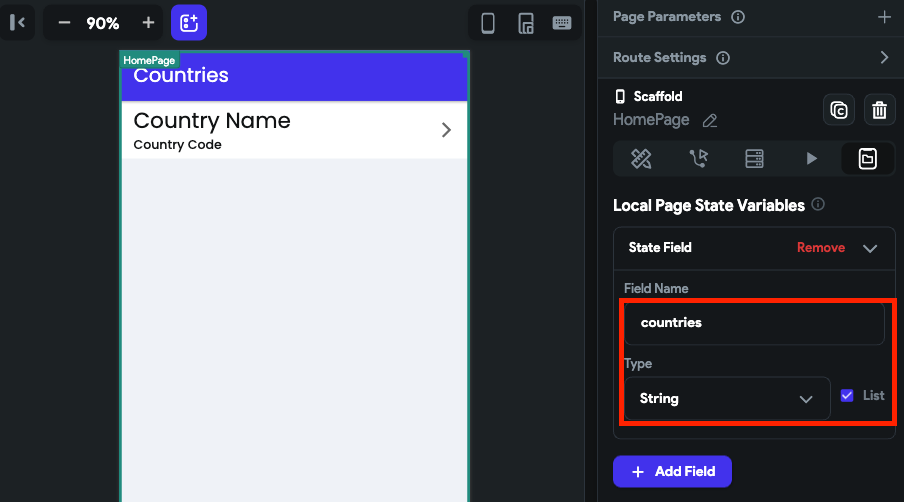 90%
HomePage
Countries
Country Name
Country Code
Page Parameters
Route Settings
Scaffold
HomePage
Local Page State Variables
State Field
Remove
Field Name
countries
Type
String
List
+ Add Field